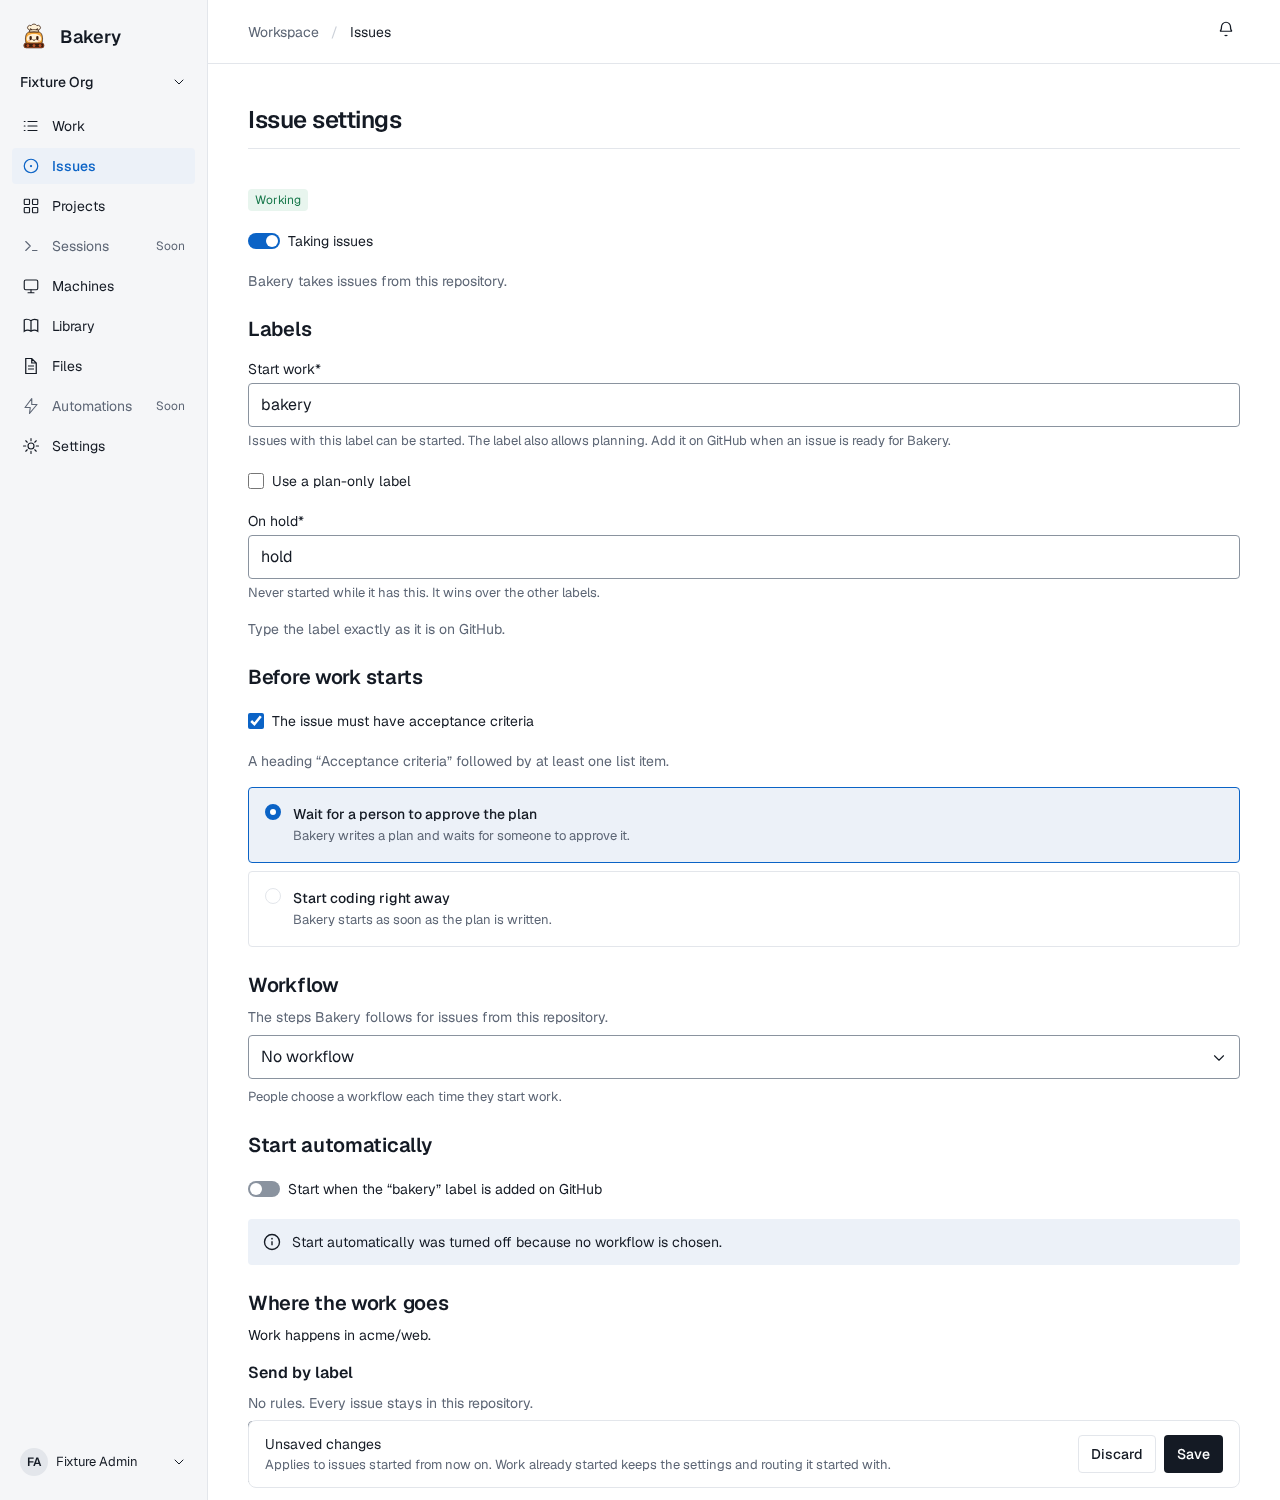 Bakery
Fixture Org
Work
Issues
Projects
Sessions Soon
Machines
Library
Files
Automations Soon
Settings
FA Fixture Admin
Workspace / Issues
Issue settings
Working
Taking issues
Bakery takes issues from this repository.
Labels
Start work*
bakery
Issues with this label can be started. The label also allows planning. Add it on GitHub when an issue is ready for Bakery.
Use a plan-only label
On hold*
hold
Never started while it has this. It wins over the other labels.
Type the label exactly as it is on GitHub.
Before work starts
The issue must have acceptance criteria
A heading “Acceptance criteria” followed by at least one list item.
Wait for a person to approve the plan
Bakery writes a plan and waits for someone to approve it.
Start coding right away
Bakery starts as soon as the plan is written.
Workflow
The steps Bakery follows for issues from this repository.
No workflow
People choose a workflow each time they start work.
Start automatically
Start when the “bakery” label is added on GitHub
Start automatically was turned off because no workflow is chosen.
Where the work goes
Work happens in acme/web.
Send by label
No rules. Every issue stays in this repository.
Unsaved changes
Applies to issues started from now on. Work already started keeps the settings and routing it started with.
Discard Save